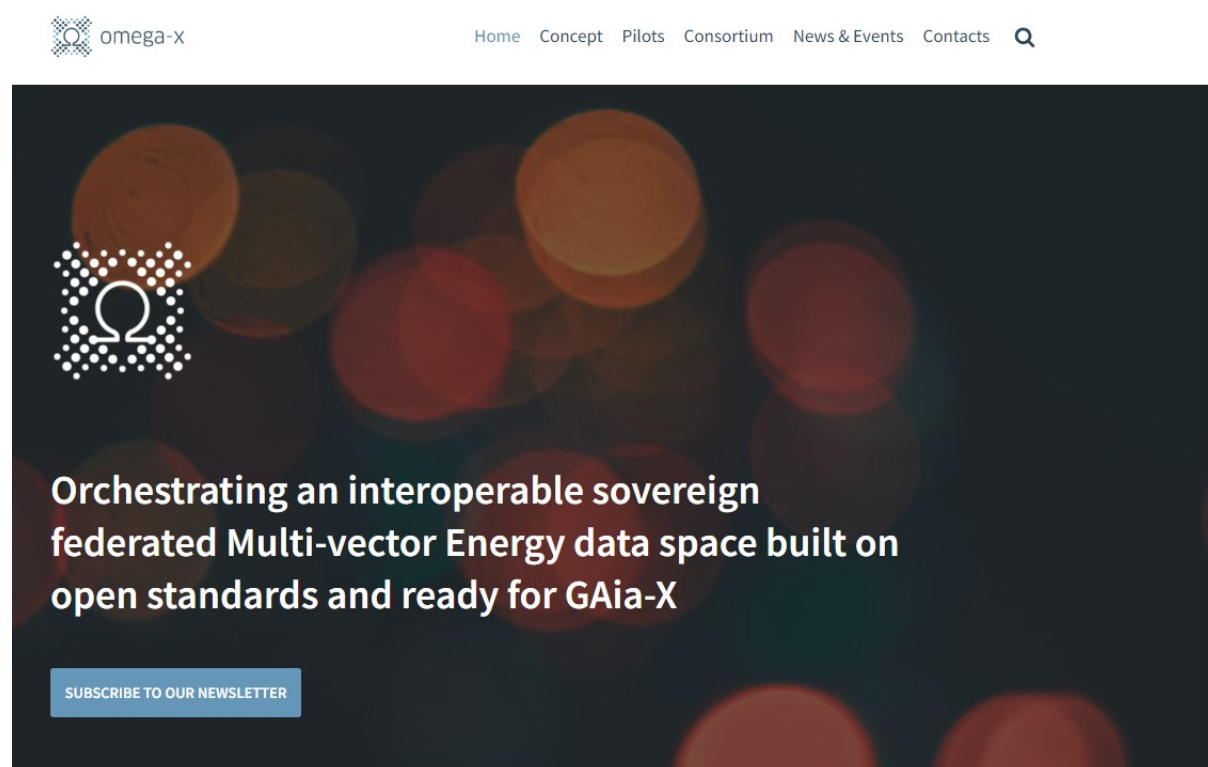 omega-x
Home Concept Pilots Consortium News & Events Contacts
Ω
Orchestrating an interoperable sovereign
federated Multi-vector Energy data space built on
open standards and ready for GAia-X
SUBSCRIBE TO OUR NEWSLETTER